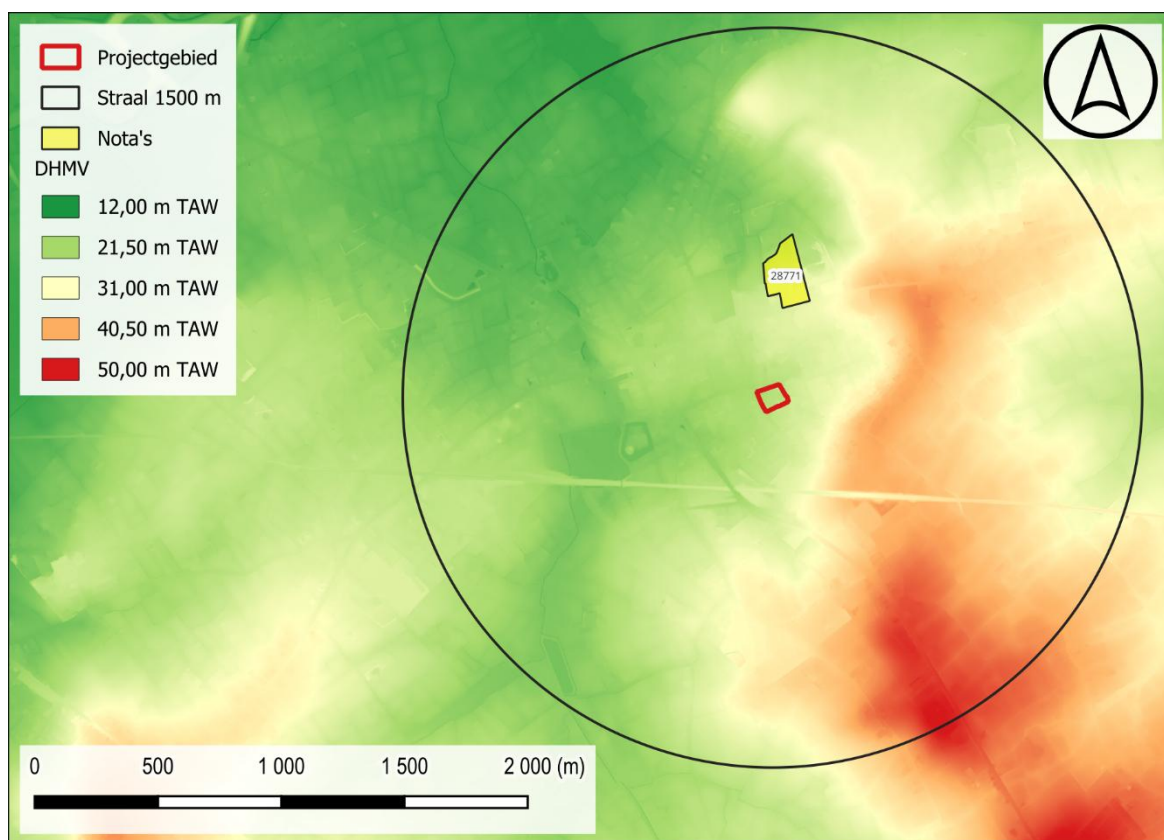 Projectgebied
Straal 1500 m
Nota's
DHMV
12,00 m TAW
21,50 m TAW
31,00 m TAW
40,50 m TAW
50,00 m TAW
28771
0 500 1 000 1 500 2 000 (m)